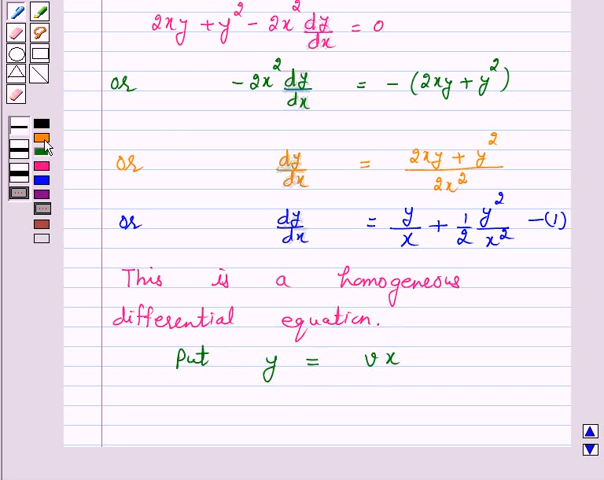 2xy + y² - 2x² dy/dx = 0
or -2x² dy/dx = - (2xy + y²)
or dy/dx = (2xy + y²)/(2x²)
or dy/dx = y/x + 1/2 y²/x² -(1)
This is a homogeneous
differential equation.
Put y = vx